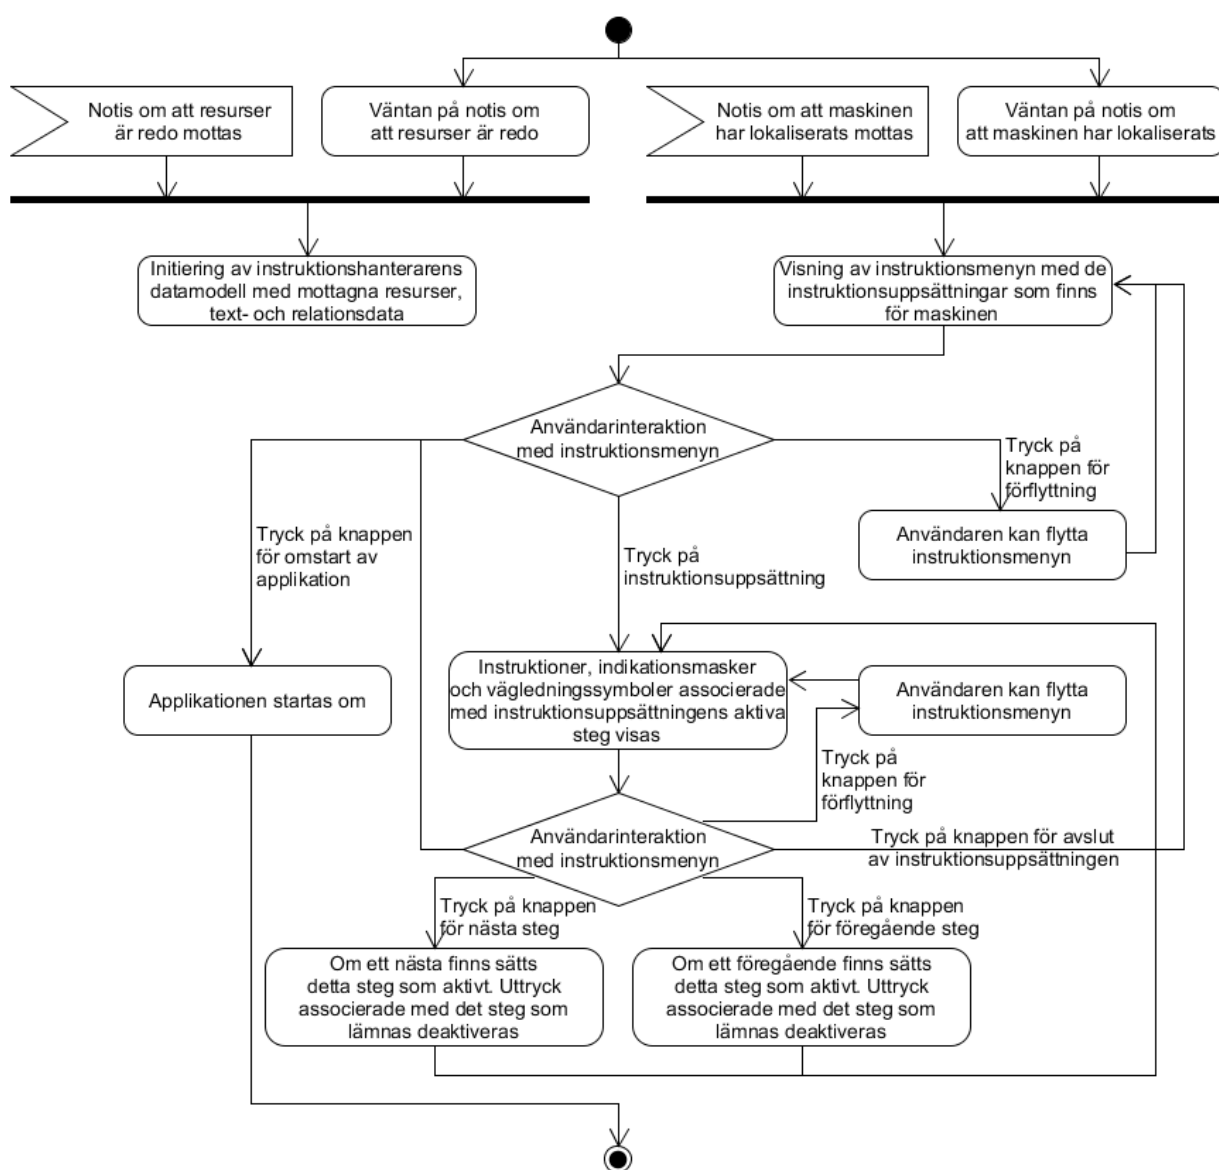 Notis om att resurser
är redo mottas
Väntan på notis om
att resurser är redo
Notis om att maskinen
har lokaliserats mottas
Väntan på notis om
att maskinen har lokaliserats
Initiering av instruktionshanterarens
datamodell med mottagna resurser,
text- och relationsdata
Visning av instruktionsmenyn med de
instruktionsuppsättningar som finns
för maskinen
Användarinteraktion
med instruktionsmenyn
Tryck på
knappen för
förflyttning
Användaren kan flytta
instruktionsmenyn
Tryck på knappen
för omstart av
applikation
Tryck på
instruktionsuppsättning
Applikationen startas om
Instruktioner, indikationsmasker
och vägledningssymboler associerade
med instruktionsuppsättningens aktiva
steg visas
Användaren kan flytta
instruktionsmenyn
Tryck på
knappen för
förflyttning
Användarinteraktion
med instruktionsmenyn
Tryck på knappen för avslut
av instruktionsuppsättningen
Tryck på knappen
för nästa steg
Tryck på knappen
för föregående steg
Om ett nästa finns sätts
detta steg som aktivt. Uttryck
associerade med det steg som
lämnas deaktiveras
Om ett föregående finns sätts
detta steg som aktivt. Uttryck
associerade med det steg som
lämnas deaktiveras